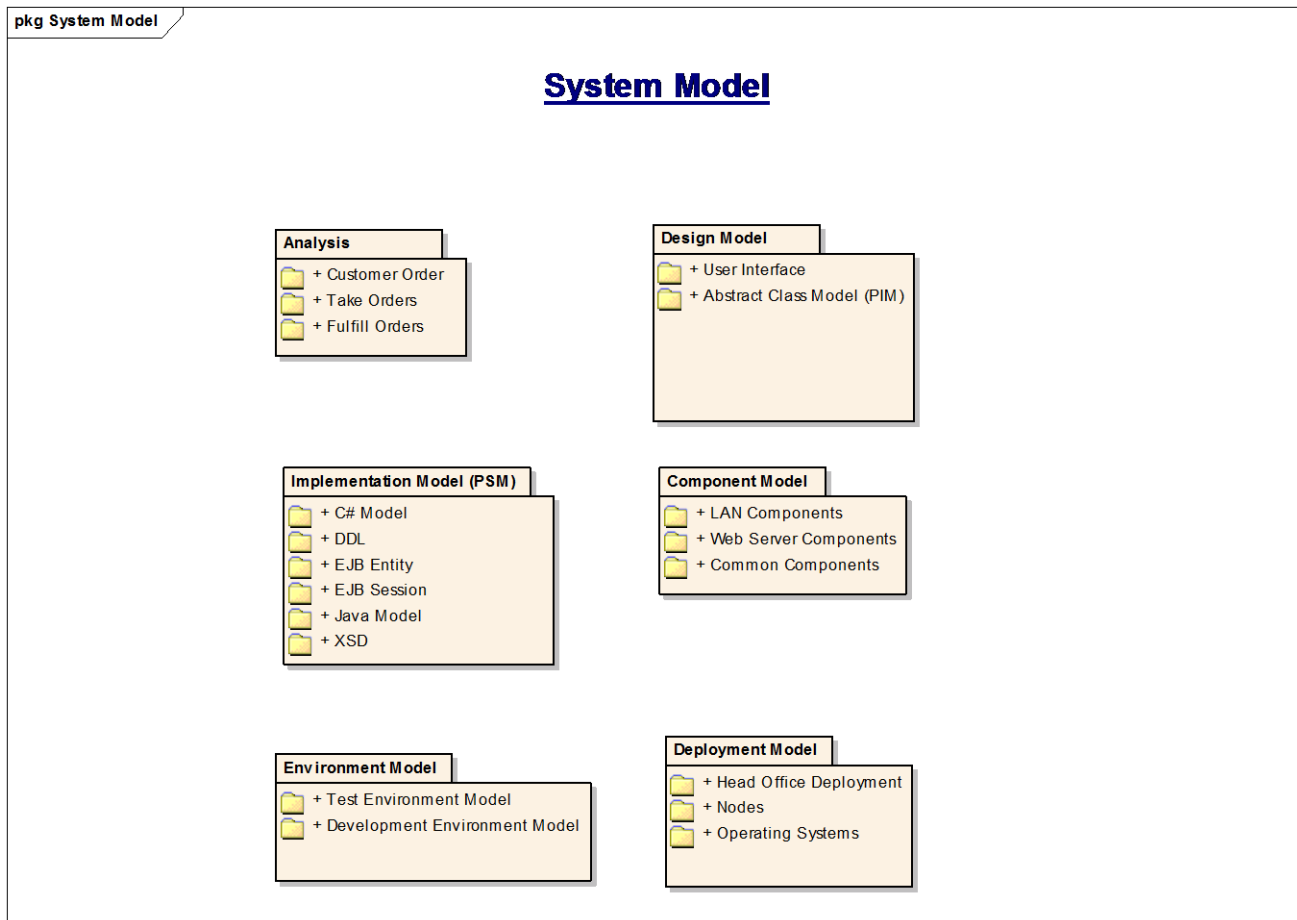 pkg System Model
System Model
Analysis
+ Customer Order
+ Take Orders
+ Fulfill Orders
Design Model
+ User Interface
+ Abstract Class Model (PIM)
Implementation Model (PSM)
+ C# Model
+ DDL
+ EJB Entity
+ EJB Session
+ Java Model
+ XSD
Component Model
+ LAN Components
+ Web Server Components
+ Common Components
Environment Model
+ Test Environment Model
+ Development Environment Model
Deployment Model
+ Head Office Deployment
+ Nodes
+ Operating Systems